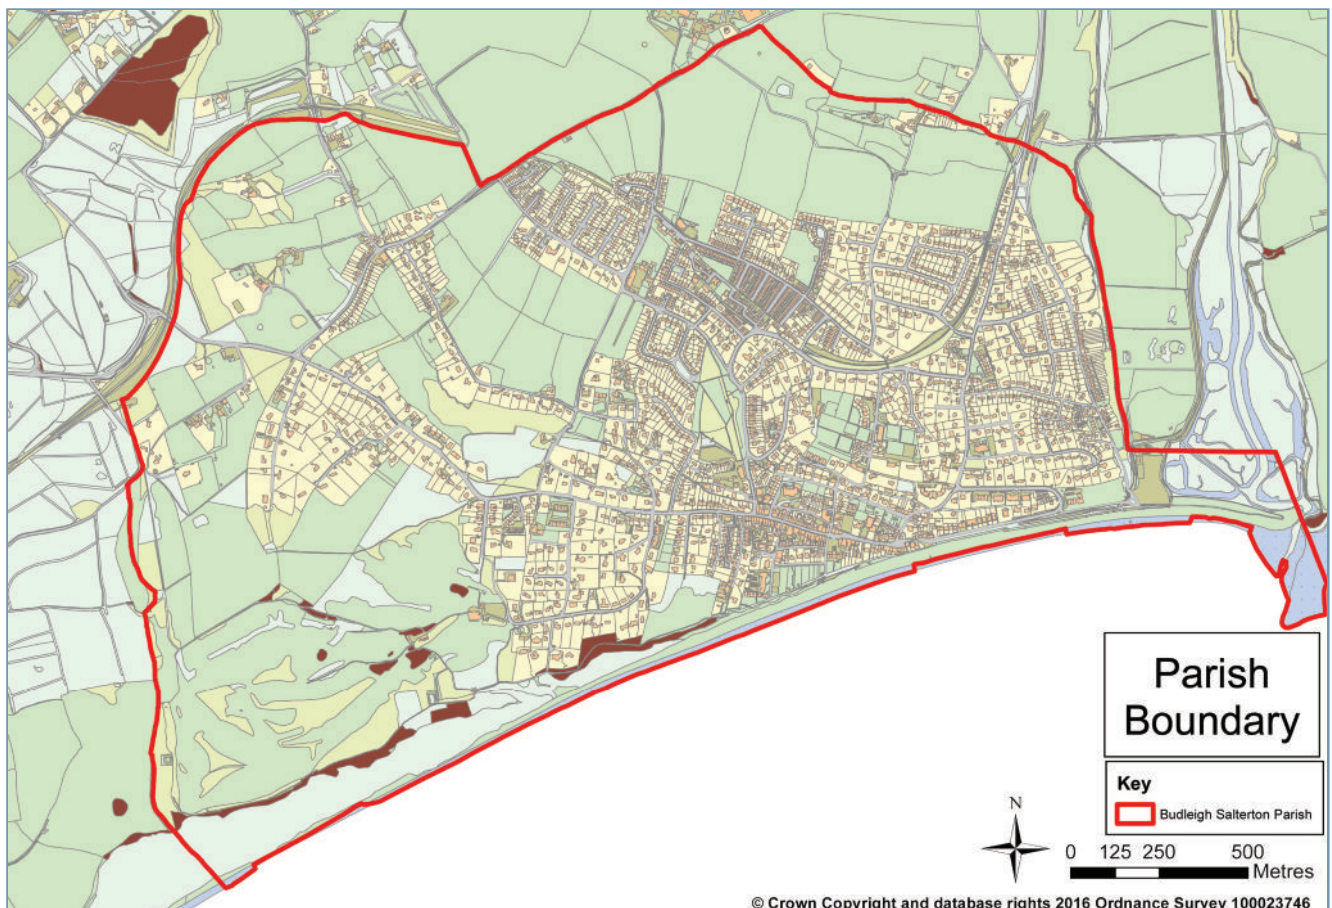 Parish
Boundary
Key
Budleigh Salterton Parish
N
0 125 250 500
Metres
© Crown Copyright and database rights 2016 Ordnance Survey 100023746